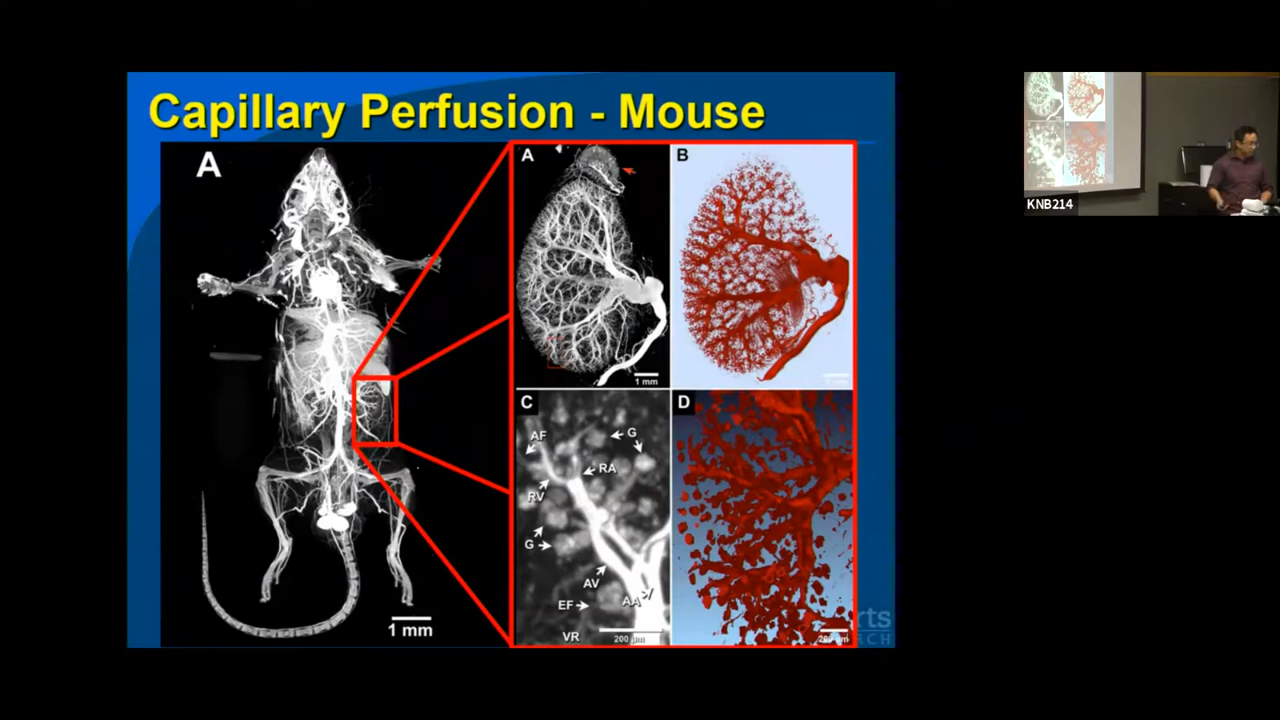 Capillary Perfusion - Mouse
A
1 mm
A
1 mm
B
C
AF
G
RA
RV
G
AV
EF
AA
VR
200 µm
D
KNB214